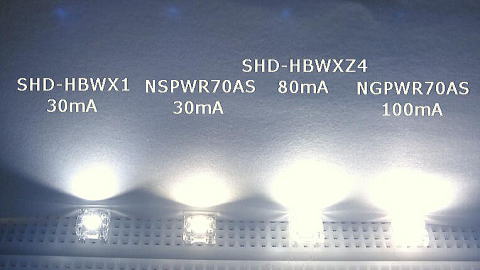 SHD-HBWX1
30mA
NSPWR70AS
30mA
SHD-HBWXZ4
80mA
NGPWR70AS
100mA